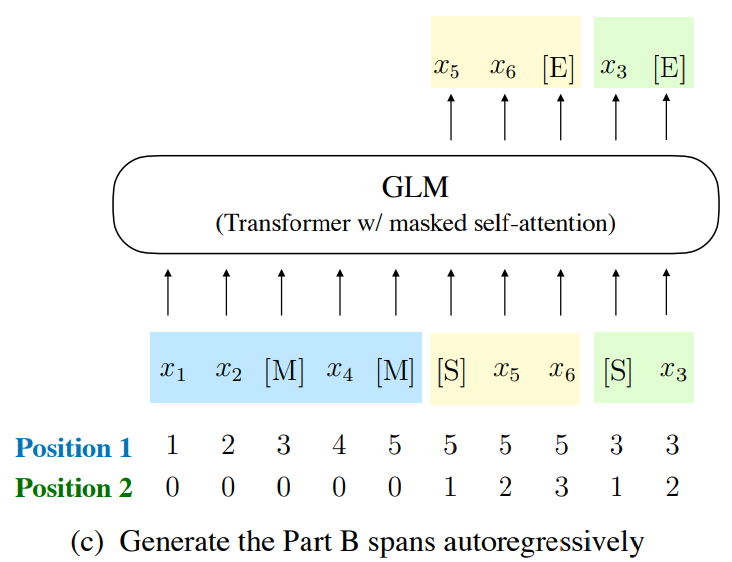 x₅ x₆ [E] x₃ [E]
GLM
(Transformer w/ masked self-attention)
x₁ x₂ [M] x₄ [M] [S] x₅ x₆ [S] x₃
Position 1 1 2 3 4 5 5 5 5 3 3
Position 2 0 0 0 0 0 1 2 3 1 2
(c) Generate the Part B spans autoregressively